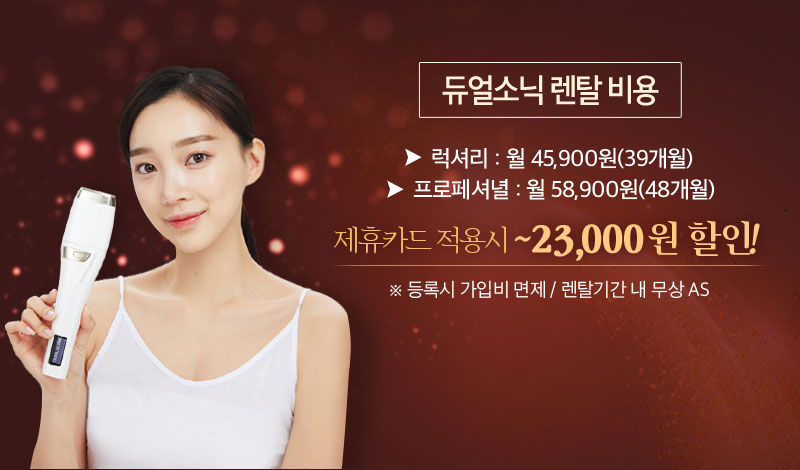 듀얼소닉 렌탈 비용
➤ 럭셔리 : 월 45,900원(39개월)
➤ 프로페셔널 : 월 58,900원(48개월)
제휴카드 적용시 ~23,000원 할인!
※ 등록시 가입비 면제 / 렌탈기간 내 무상 AS